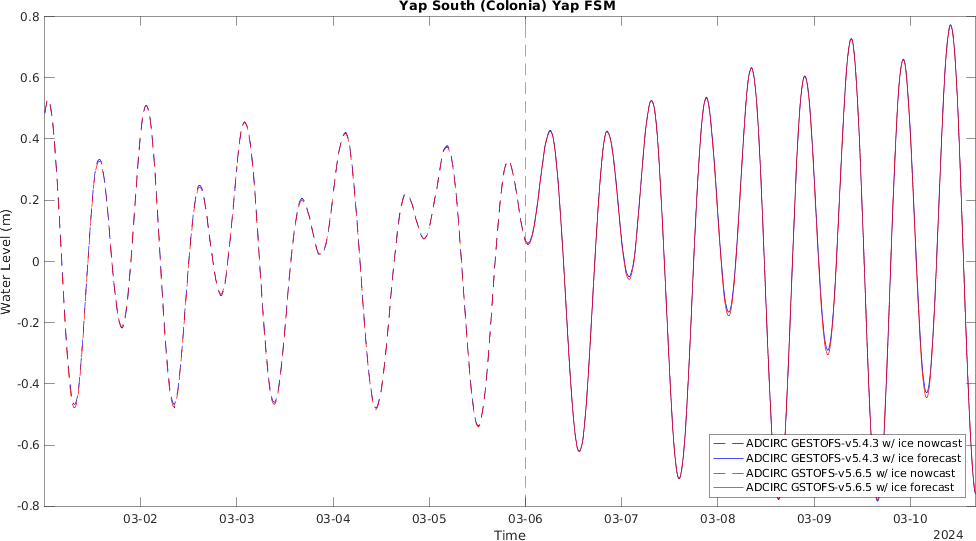 Yap South (Colonia) Yap FSM
0.8
0.6
0.4
0.2
0
-0.2
-0.4
-0.6
-0.8
Water Level (m)
ADCIRC GESTOFS-v5.4.3 w/ ice nowcast
ADCIRC GESTOFS-v5.4.3 w/ ice forecast
ADCIRC GSTOFS-v5.6.5 w/ ice nowcast
ADCIRC GSTOFS-v5.6.5 w/ ice forecast
03-02 03-03 03-04 03-05 03-06 03-07 03-08 03-09 03-10
Time
2024